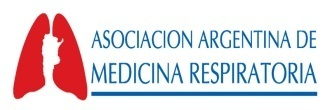 ASOCIACION ARGENTINA DE
MEDICINA RESPIRATORIA